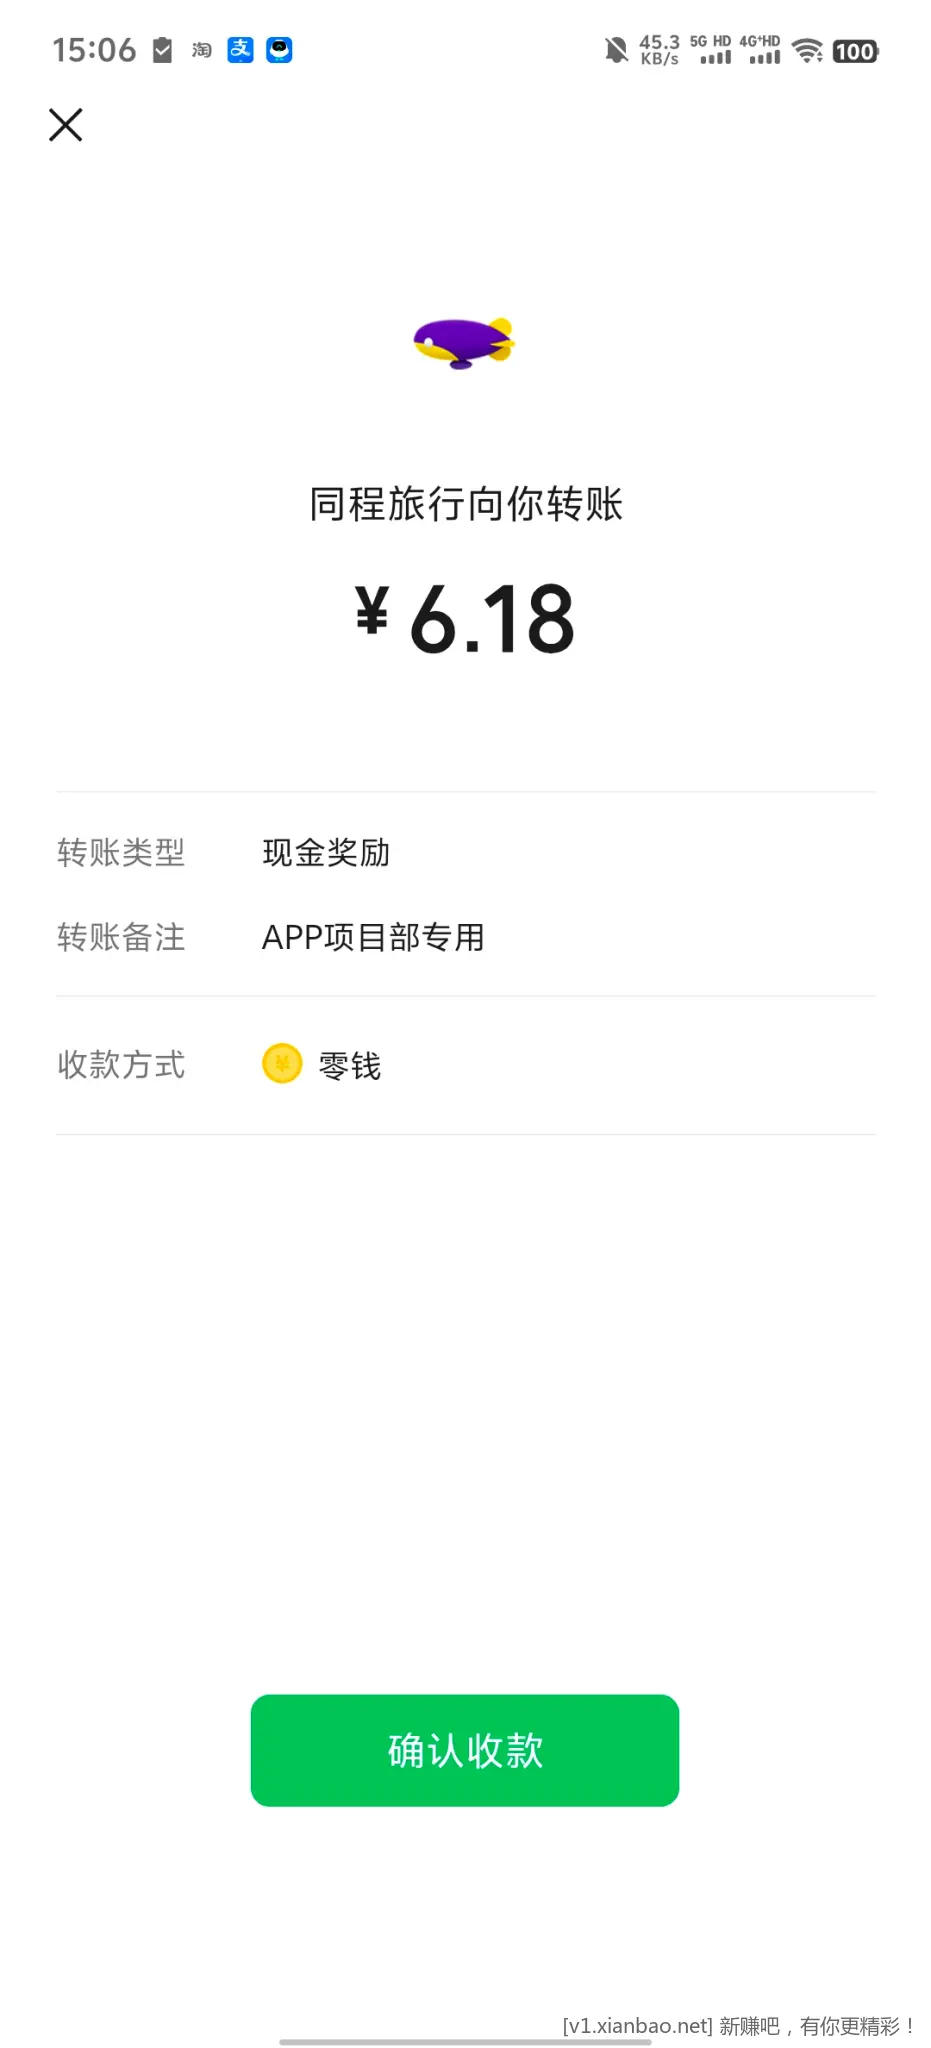 15:06 淘 支 45.3 KB/s 5G HD 4G+HD 100
同程旅行向你转账
¥6.18
转账类型 现金奖励
转账备注 APP项目部专用
收款方式 ¥ 零钱
确认收款
[v1.xianbao.net] 新赚吧，有你更精彩！